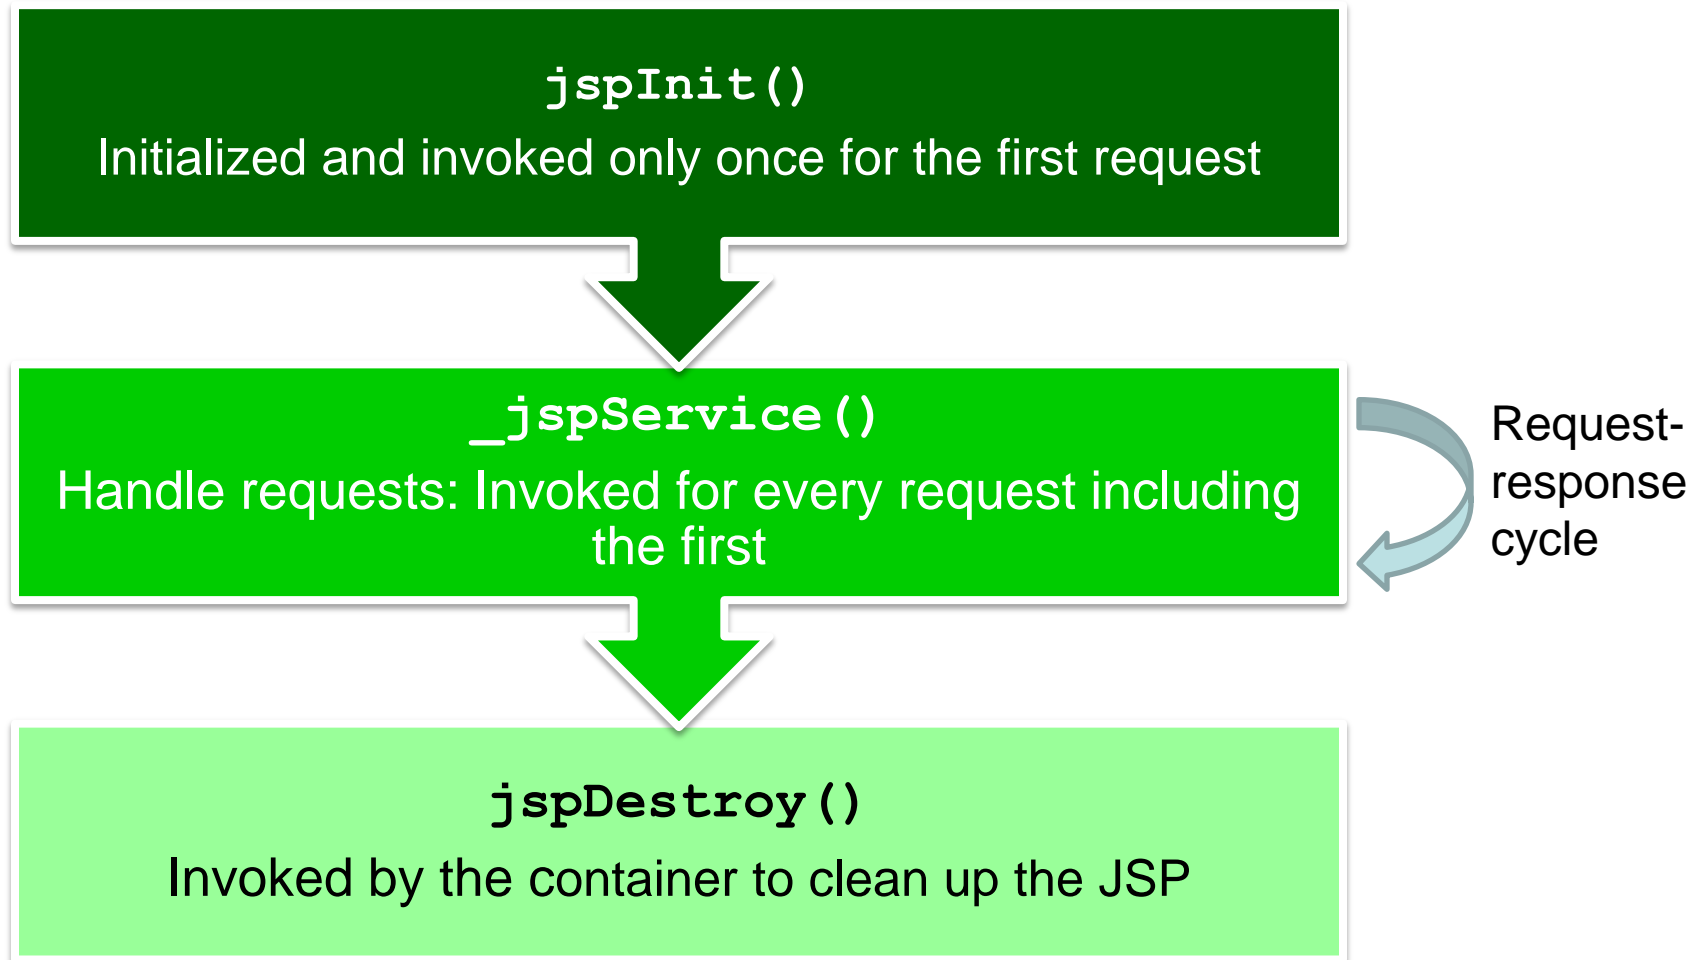 jspInit()
Initialized and invoked only once for the first request
_jspService()
Handle requests: Invoked for every request including
the first
Request-
response
cycle
jspDestroy()
Invoked by the container to clean up the JSP